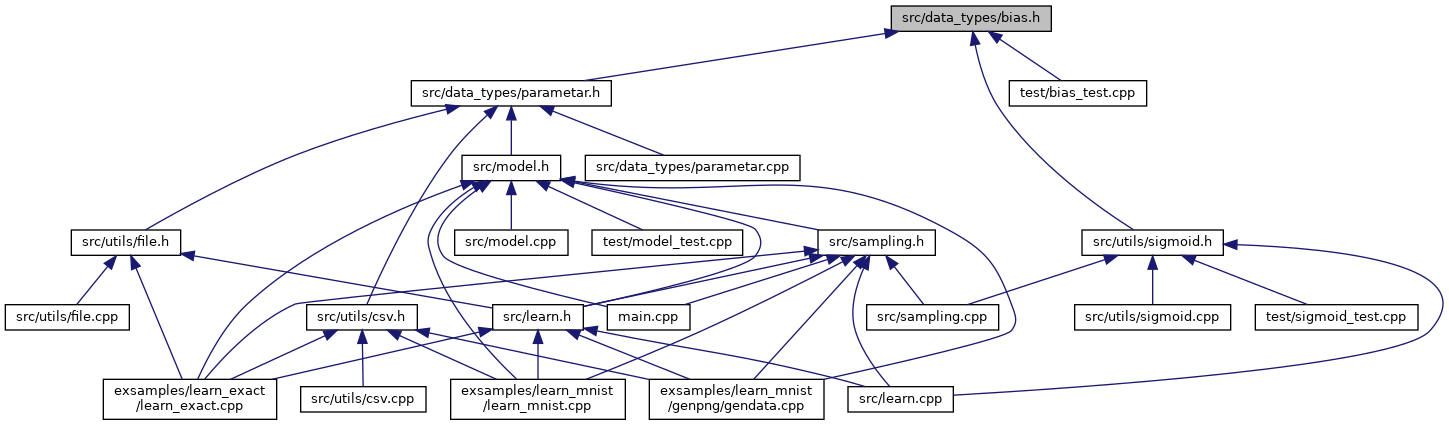 src/data_types/bias.h
src/data_types/parametar.h
test/bias_test.cpp
src/model.h
src/data_types/parametar.cpp
src/utils/file.h
src/model.cpp
test/model_test.cpp
src/sampling.h
src/utils/sigmoid.h
src/utils/file.cpp
src/utils/csv.h
src/learn.h
main.cpp
src/sampling.cpp
src/utils/sigmoid.cpp
test/sigmoid_test.cpp
exsamples/learn_exact
/learn_exact.cpp
src/utils/csv.cpp
exsamples/learn_mnist
/learn_mnist.cpp
exsamples/learn_mnist
/genpng/gendata.cpp
src/learn.cpp